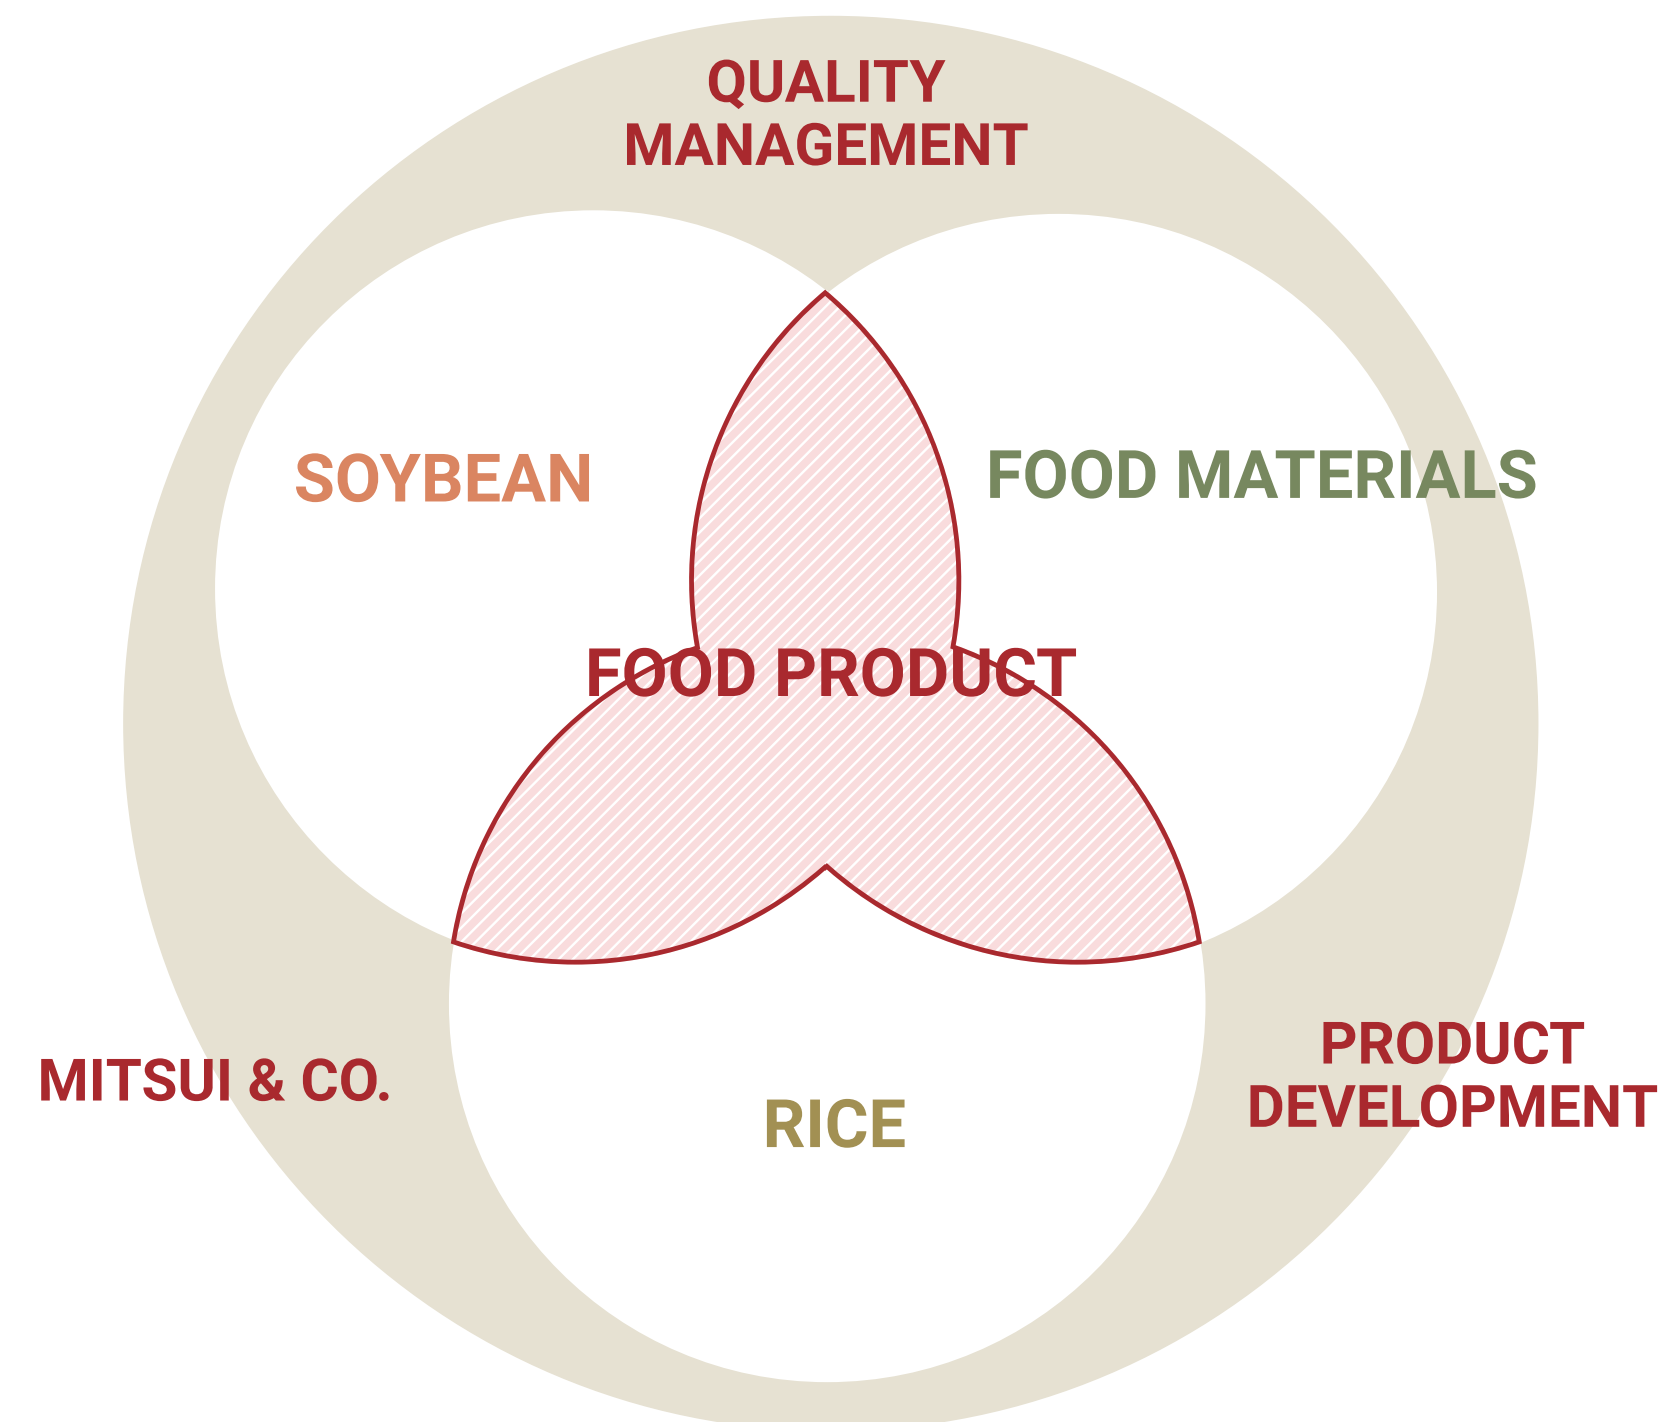 QUALITY
MANAGEMENT
SOYBEAN
FOOD MATERIALS
FOOD PRODUCT
MITSUI & CO.
PRODUCT
DEVELOPMENT
RICE